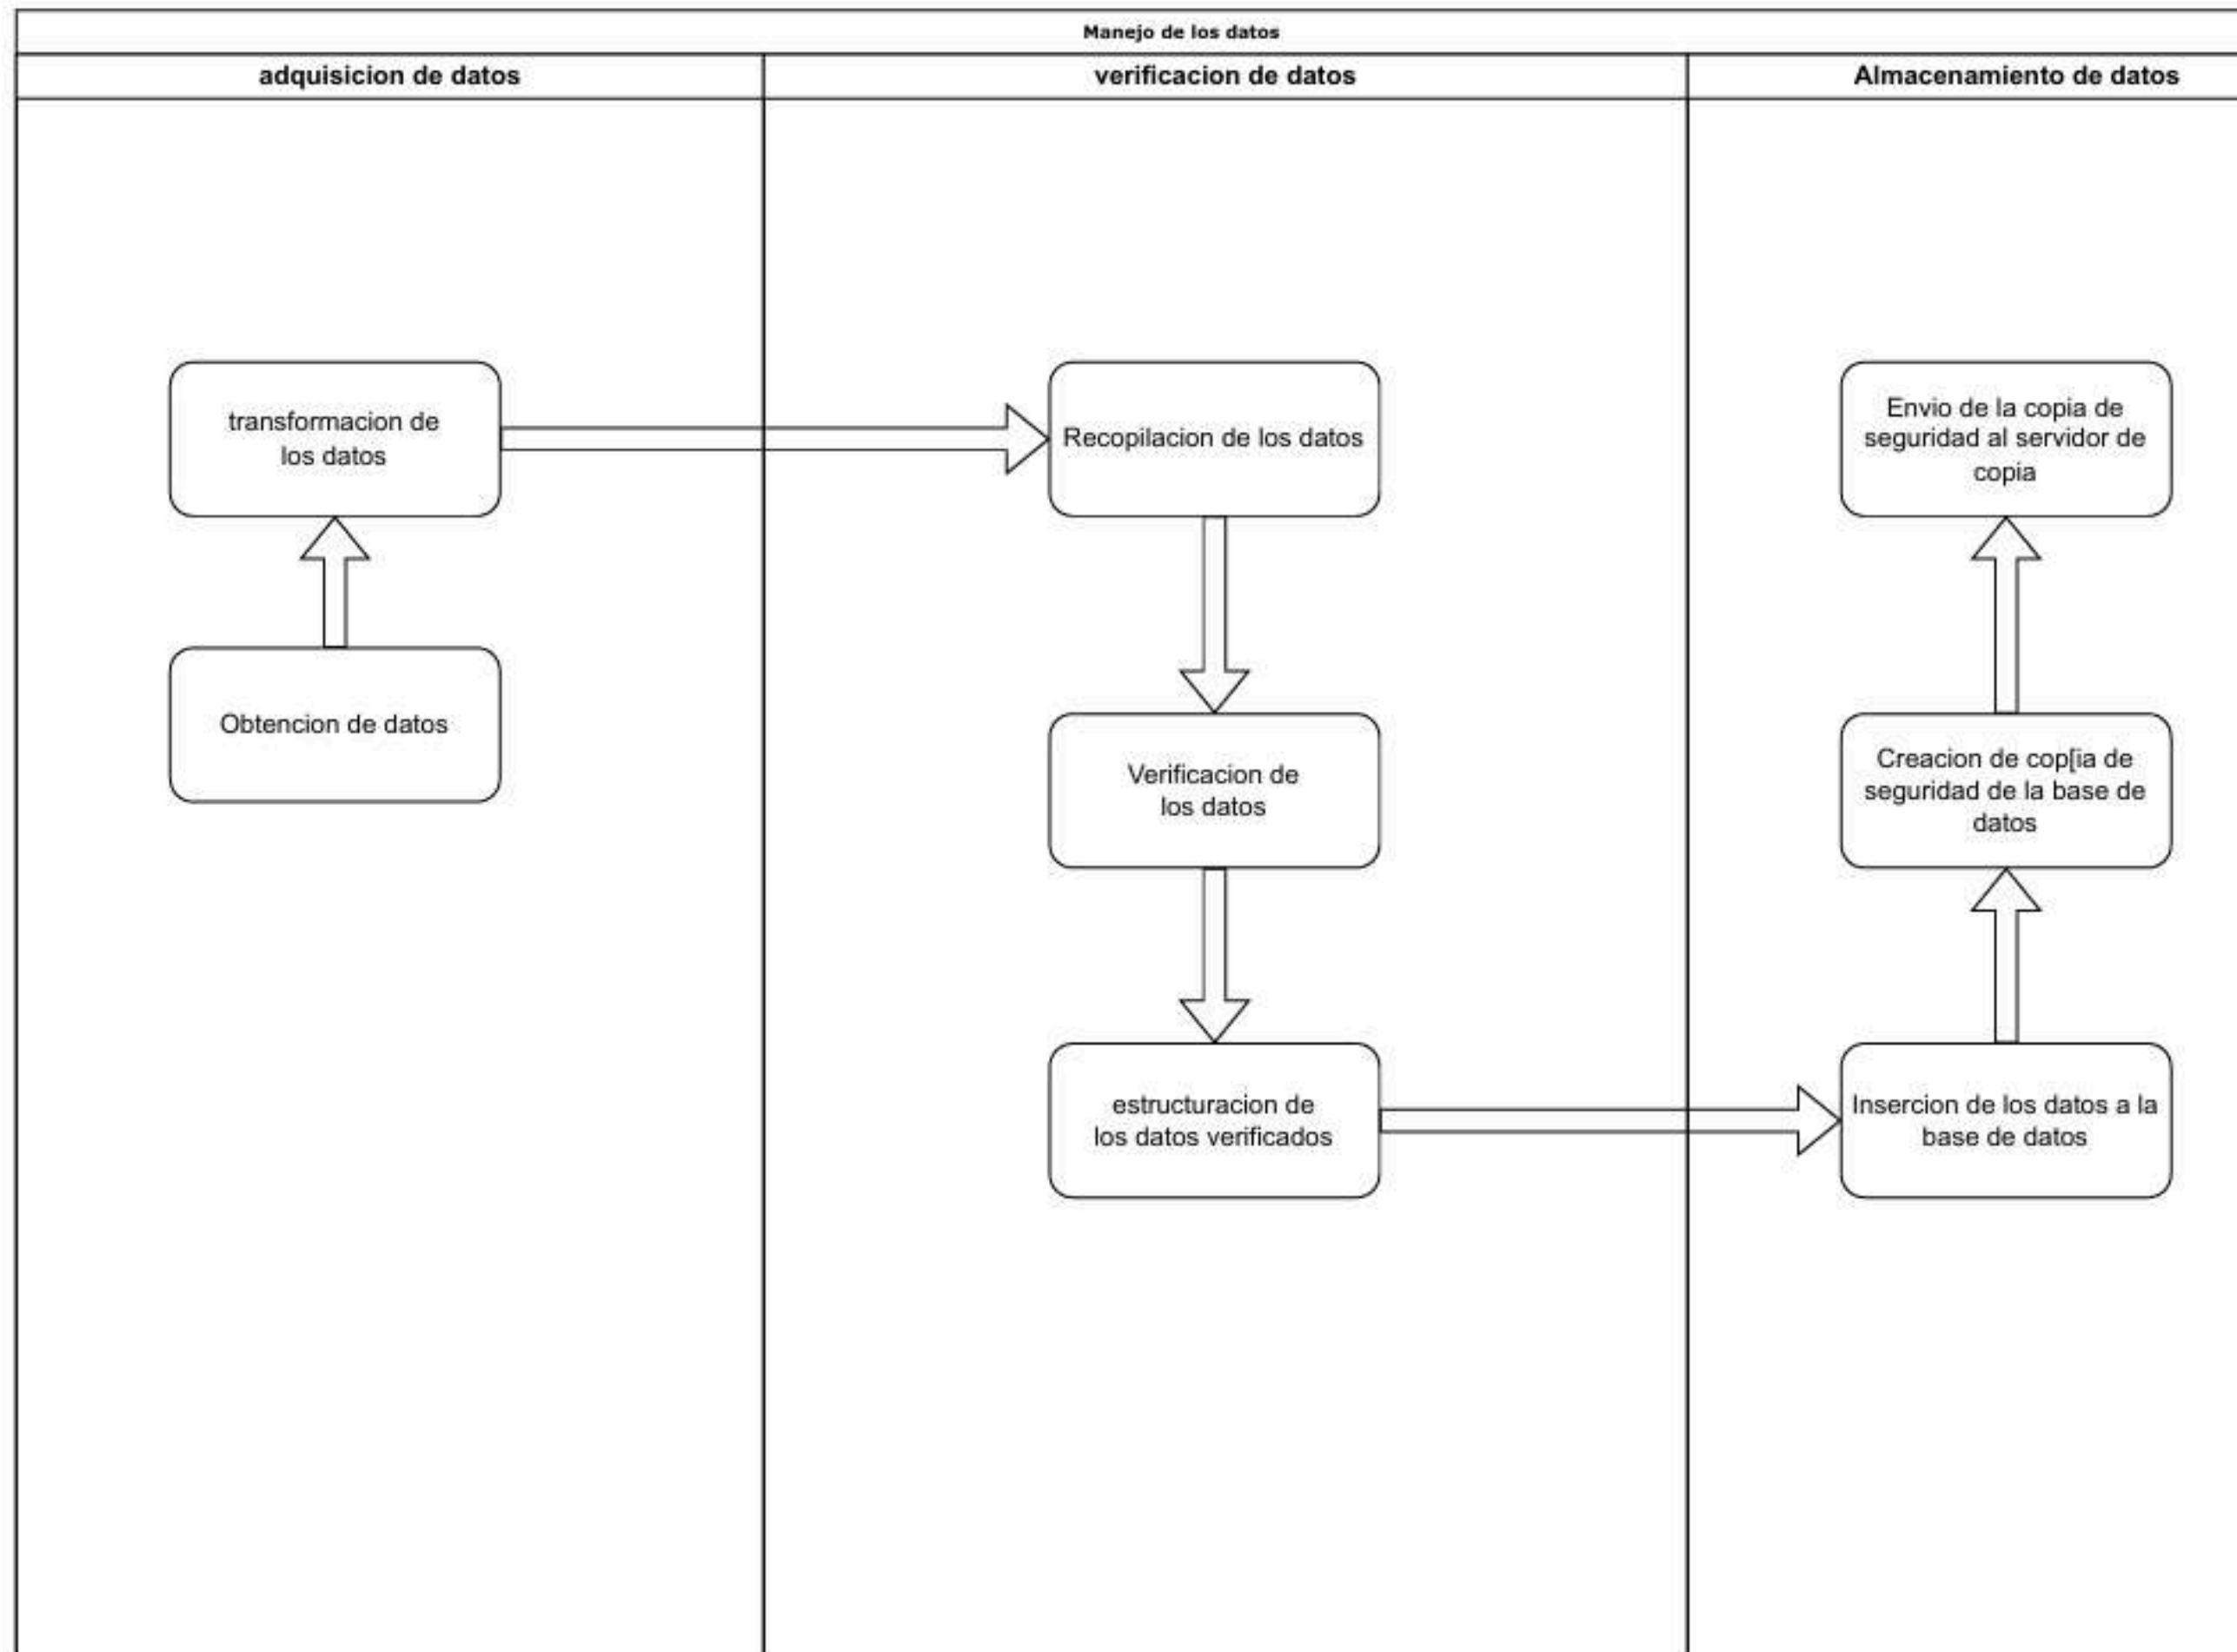 Manejo de los datos
adquisicion de datos
verificacion de datos
Almacenamiento de datos
transformacion de
los datos
Obtencion de datos
Recopilacion de los datos
Verificacion de
los datos
estructuracion de
los datos verificados
Envio de la copia de
seguridad al servidor de
copia
Creacion de cop[ia de
seguridad de la base de
datos
Insercion de los datos a la
base de datos